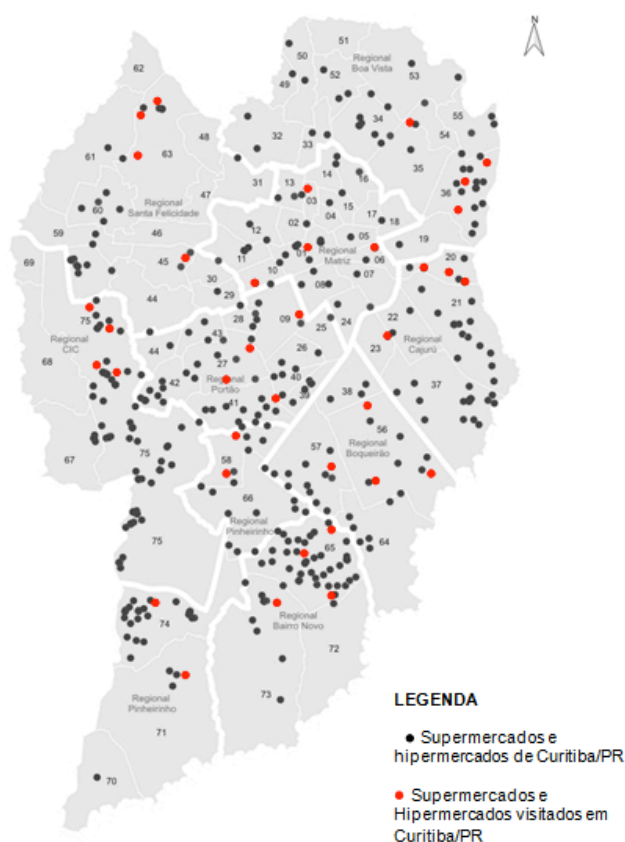 N
51
50
Regional
Boa Vista
62
52
53
49
34
55
48
32
54
33
61
63
35
14
31
13
16
36
03
47
15
60
04
Regional
Santa Felicidade
17
02
18
12
59
46
05
19
01
Regional
Matriz
11
06
69
45
20
10
07
30
08
44
29
21
75
28
22
09
24
25
Regional
CIC
43
Regional
Cajurú
23
44
26
68
27
37
40
42
Regional
Portão
38
39
41
56
Regional
Boqueirão
57
67
75
58
66
Regional
Pinheirinho
75
65
64
Regional
Bairro Novo
74
72
73
Regional
Pinheirinho
71
70
LEGENDA
Supermercados e
hipermercados de Curitiba/PR
Supermercados e
Hipermercados visitados em
Curitiba/PR